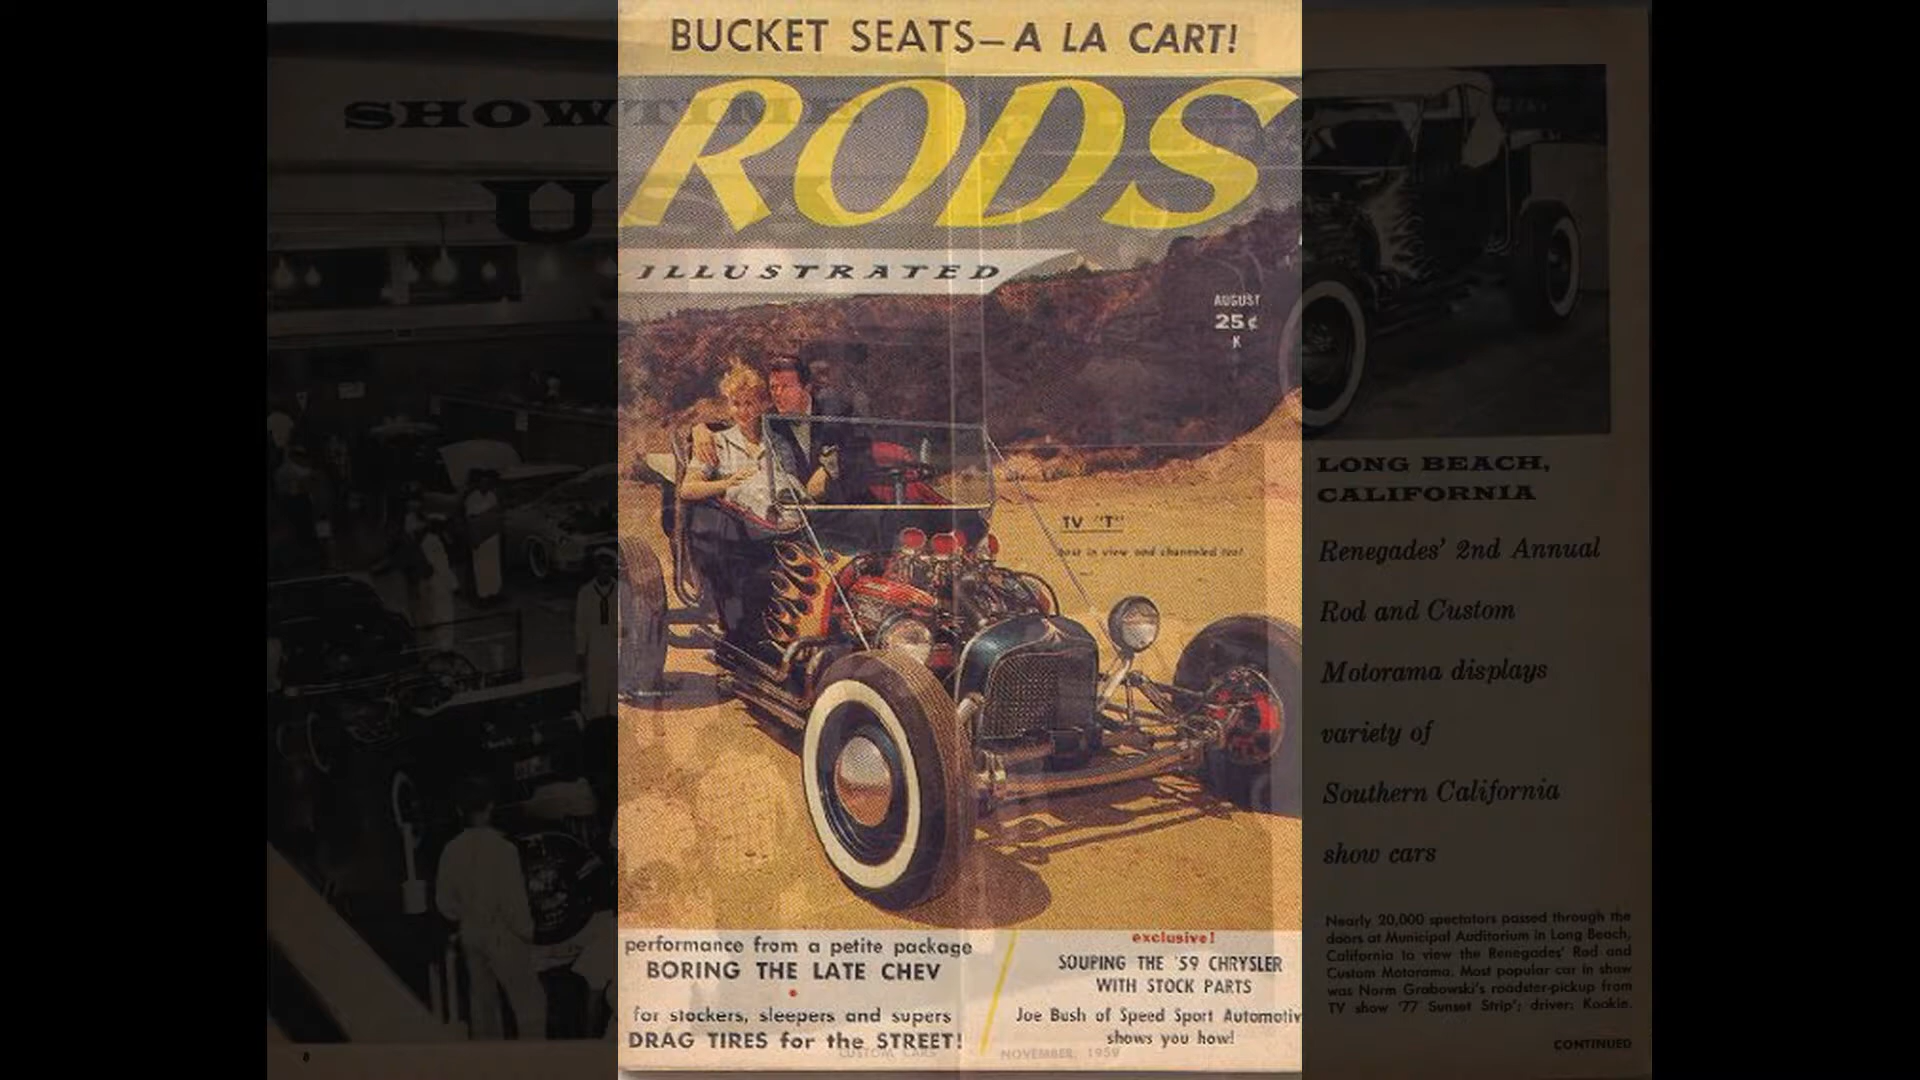 BUCKET SEATS—A LA CART!
RODS
ILLUSTRATED
AUGUST
25¢
K
TV "T"
best in view and channeled too!
performance from a petite package
BORING THE LATE CHEV
for stockers, sleepers and supers
DRAG TIRES for the STREET!
exclusive!
SOUPING THE '59 CHRYSLER
WITH STOCK PARTS
Joe Bush of Speed Sport Automotiv
shows you how!
SHOWTIME
U
8
CUSTOM CARS
NOVEMBER, 1959
LONG BEACH,
CALIFORNIA
Renegades' 2nd Annual
Rod and Custom
Motorama displays
variety of
Southern California
show cars
Nearly 20,000 spectators passed through the
doors at Municipal Auditorium in Long Beach,
California to view the Renegades' Rod and
Custom Motorama. Most popular car in show
was Norm Grabowski's roadster-pickup from
TV show '77 Sunset Strip'; driver: Kookie.
CONTINUED